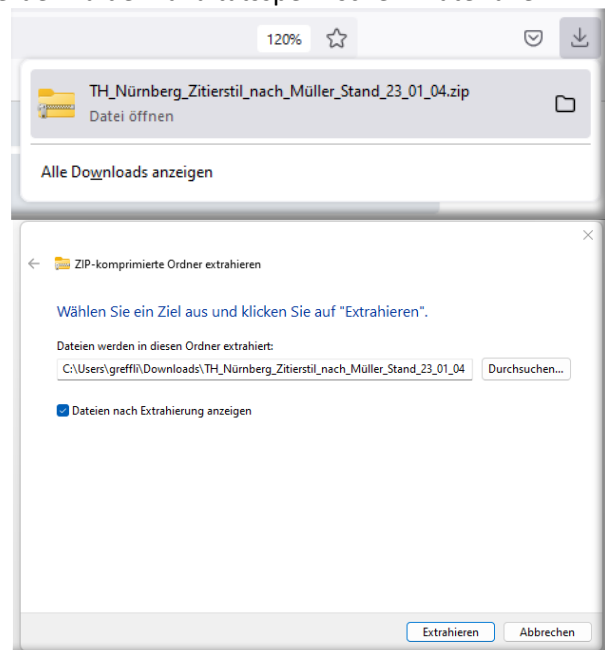 120%
TH_Nürnberg_Zitierstil_nach_Müller_Stand_23_01_04.zip
Datei öffnen
Alle Downloads anzeigen
ZIP-komprimierte Ordner extrahieren
Wählen Sie ein Ziel aus und klicken Sie auf "Extrahieren".
Dateien werden in diesen Ordner extrahiert:
C:\Users\greffli\Downloads\TH_Nürnberg_Zitierstil_nach_Müller_Stand_23_01_04 Durchsuchen...
Dateien nach Extrahierung anzeigen
Extrahieren Abbrechen